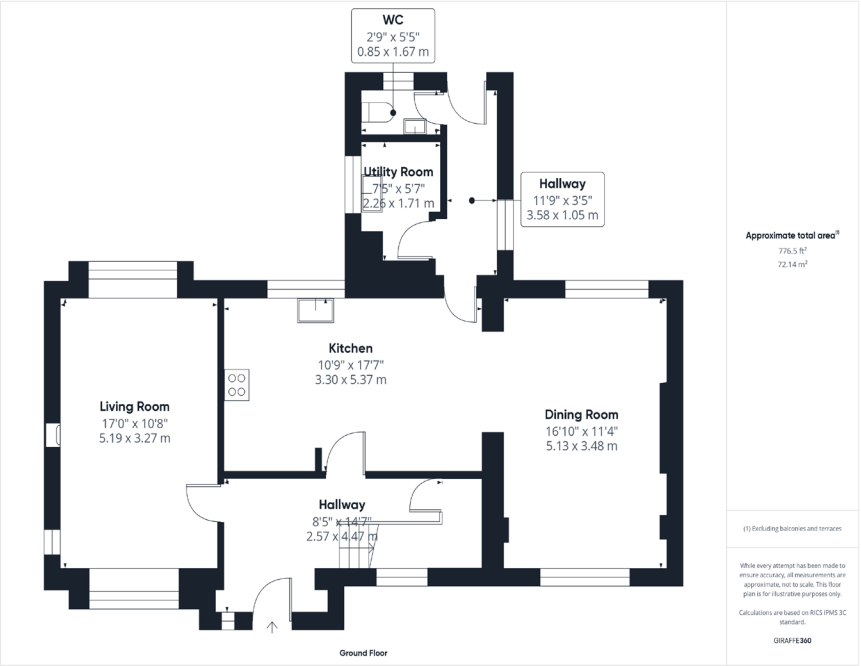 WC
2'9" x 5'5"
0.85 x 1.67 m
Utility Room
7'5" x 5'7"
2.26 x 1.71 m
Hallway
11'9" x 3'5"
3.58 x 1.05 m
Kitchen
10'9" x 17'7"
3.30 x 5.37 m
Living Room
17'0" x 10'8"
5.19 x 3.27 m
Dining Room
16'10" x 11'4"
5.13 x 3.48 m
Hallway
8'5" x 14'7"
2.57 x 4.47 m
Ground Floor
Approximate total area⁽¹⁾
776.5 ft²
72.14 m²
(1) Excluding balconies and terraces
While every attempt has been made to
ensure accuracy, all measurements are
approximate, not to scale. This floor
plan is for illustrative purposes only.
Calculations are based on RICS IPMS 3C
standard.
GIRAFFE360